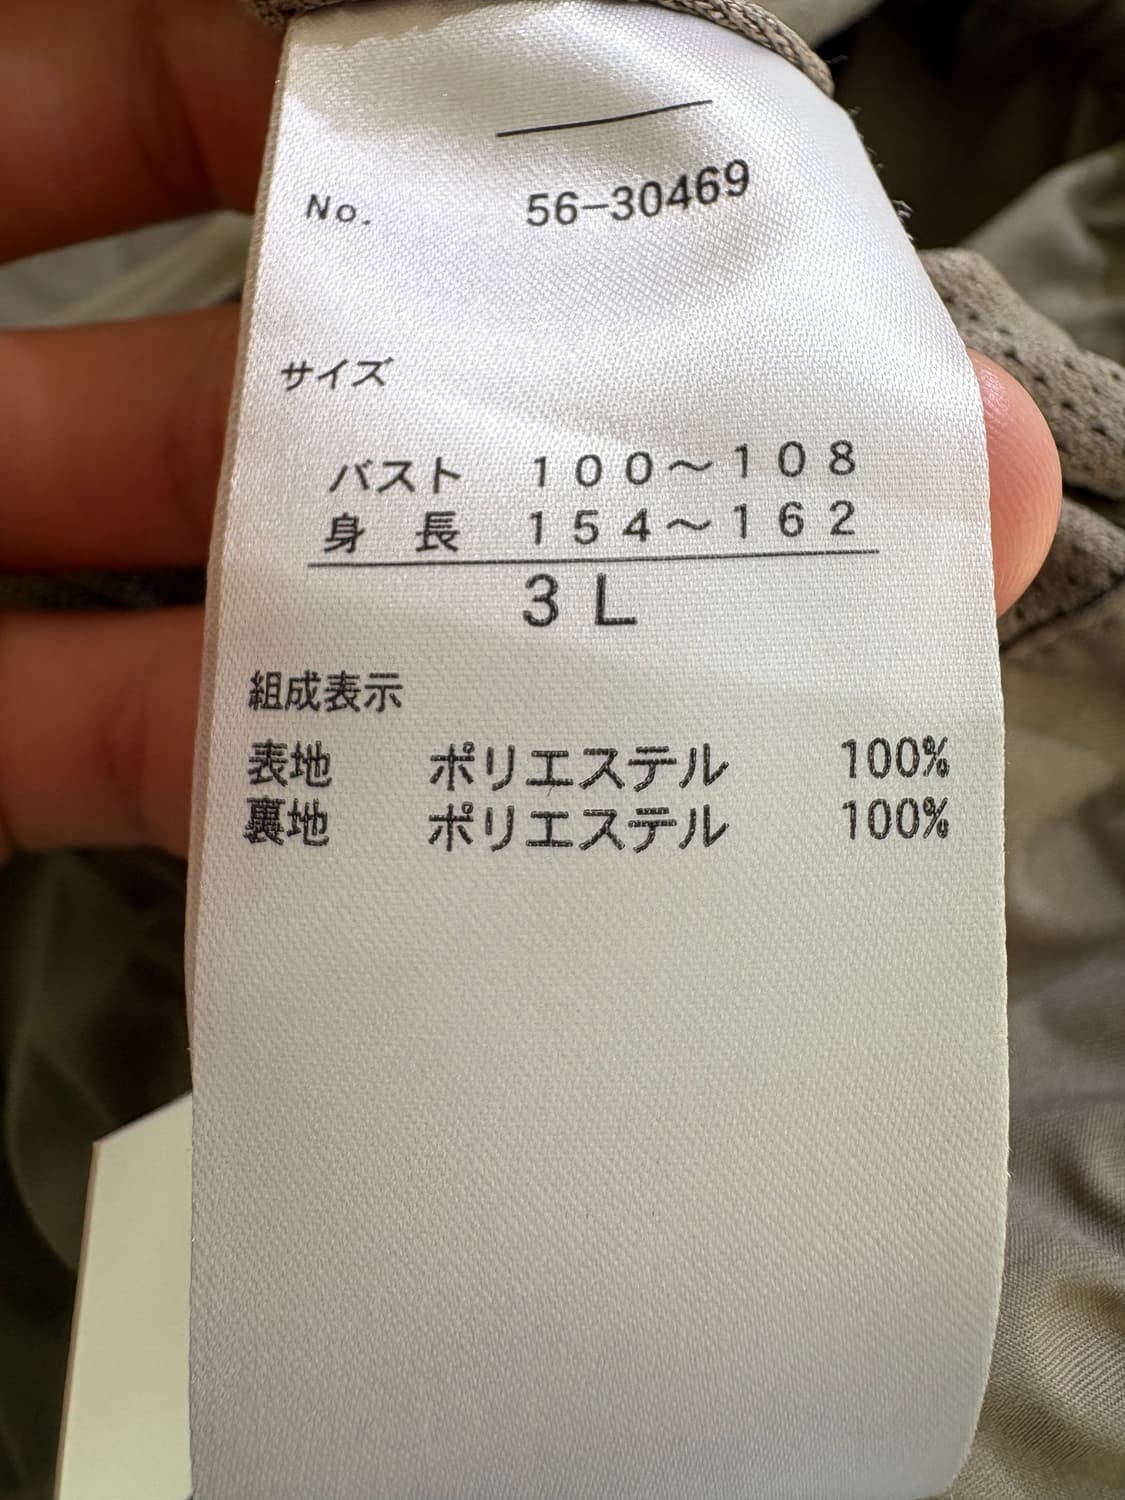 No. 56-30469
サイズ
バスト 100～108
身 長 154～162
3L
組成表示
表地 ポリエステル 100%
裏地 ポリエステル 100%